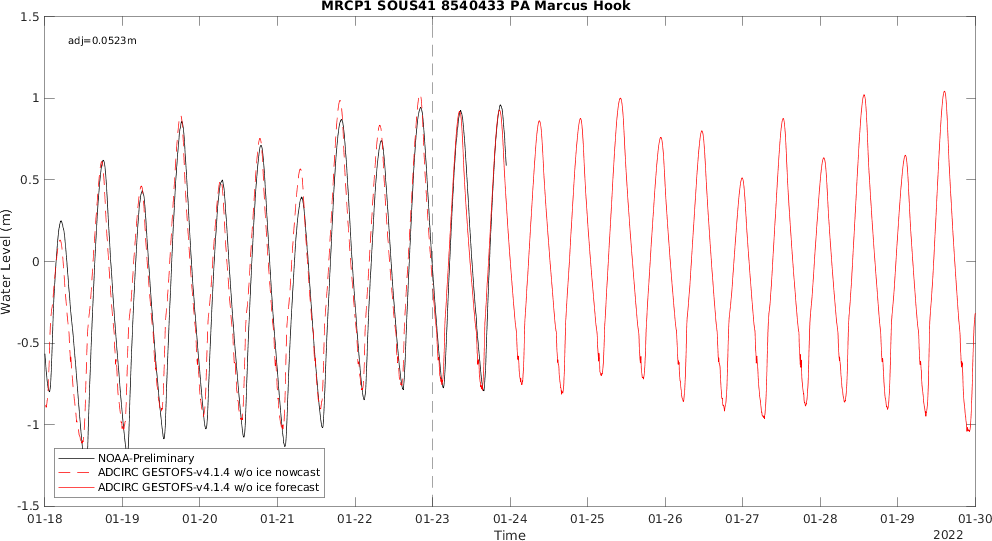 MRCP1 SOUS41 8540433 PA Marcus Hook
1.5
adj=0.0523m
1
0.5
0
-0.5
-1
-1.5
Water Level (m)
NOAA-Preliminary
ADCIRC GESTOFS-v4.1.4 w/o ice nowcast
ADCIRC GESTOFS-v4.1.4 w/o ice forecast
01-18 01-19 01-20 01-21 01-22 01-23 01-24 01-25 01-26 01-27 01-28 01-29 01-30
Time
2022